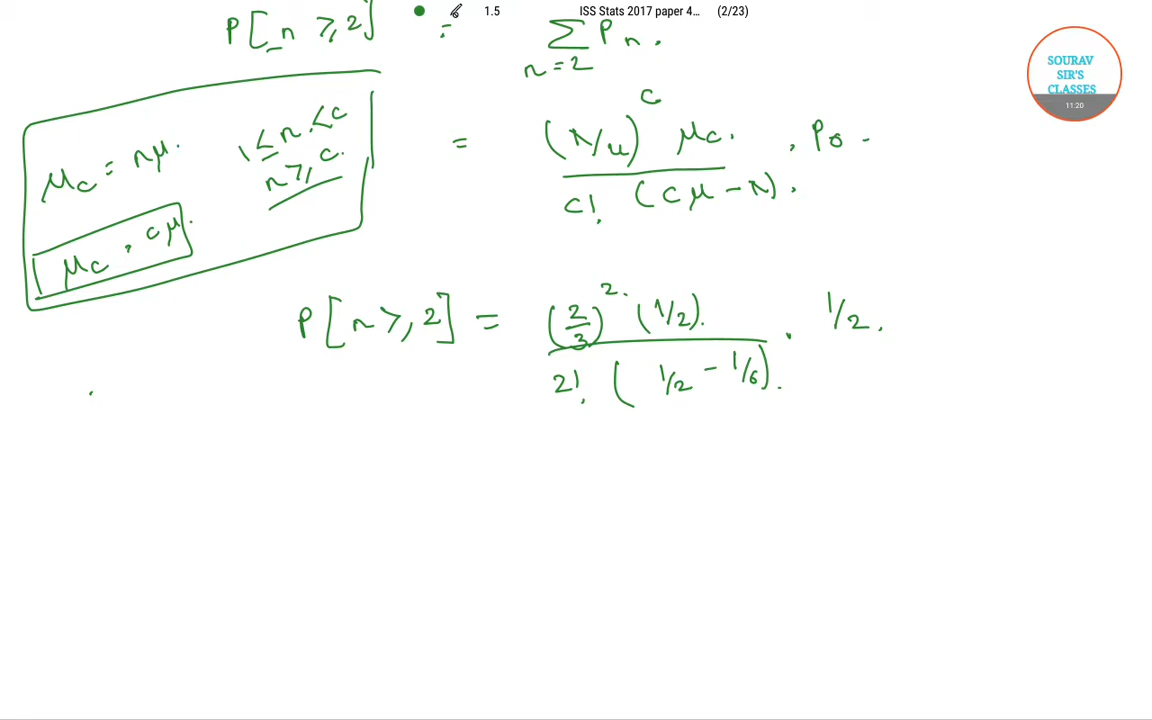 1.5 ISS Stats 2017 paper 4... (2/23)
SOURAV
SIR'S
CLASSES
11:20
P[n ≥ 2] = ∑ Pn.
n = 2
μc = nμ. 1 ≤ n < c
n ≥ c.
μc = cμ.
= (λ/μ)^c μc. / c! (cμ - λ). . P0 -
P[n ≥, 2] = (2/3)^2. (1/2). / 2! (1/2 - 1/6). . 1/2.